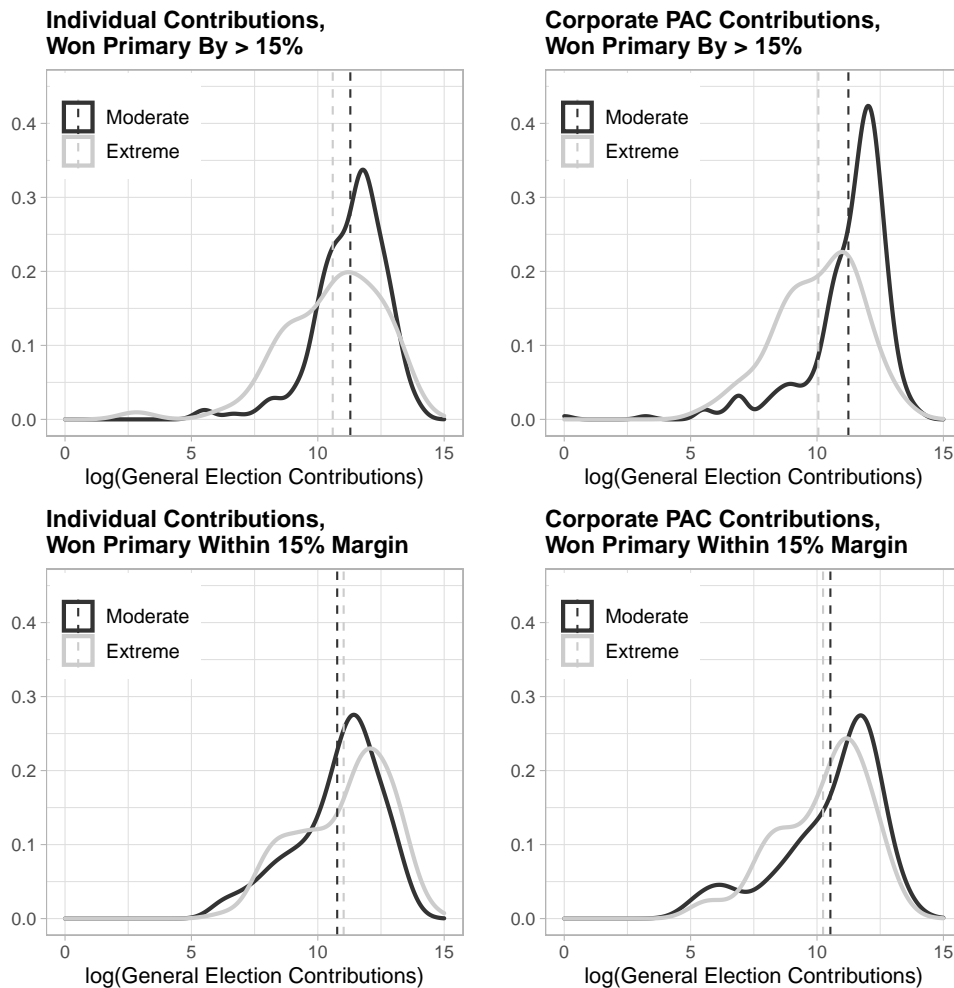 Individual Contributions,
Won Primary By > 15%
Moderate
Extreme
0.4
0.3
0.2
0.1
0.0
0 5 10 15
log(General Election Contributions)
Corporate PAC Contributions,
Won Primary By > 15%
Moderate
Extreme
0.4
0.3
0.2
0.1
0.0
0 5 10 15
log(General Election Contributions)
Individual Contributions,
Won Primary Within 15% Margin
Moderate
Extreme
0.4
0.3
0.2
0.1
0.0
0 5 10 15
log(General Election Contributions)
Corporate PAC Contributions,
Won Primary Within 15% Margin
Moderate
Extreme
0.4
0.3
0.2
0.1
0.0
0 5 10 15
log(General Election Contributions)